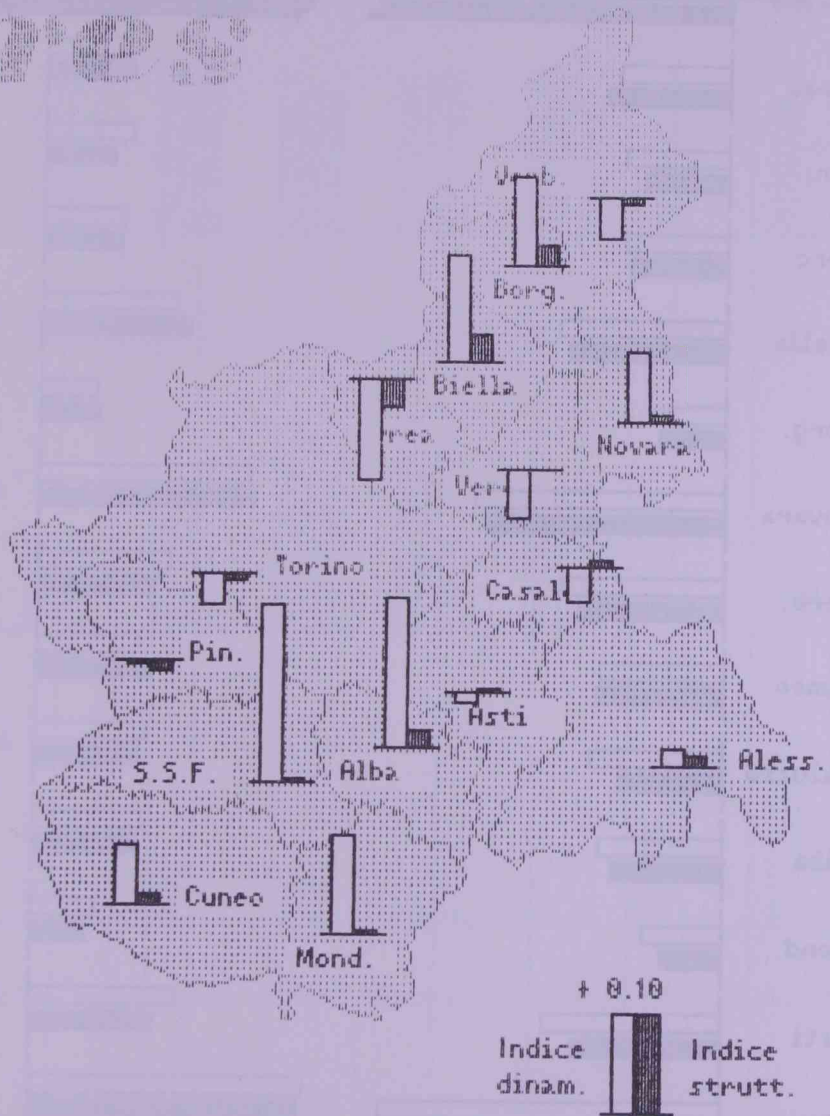 res
Verb.
Borg.
Biella
rea
Novara
Ver
Torino
Casal
Pin.
Asti
S.S.F.
Alba
Aless.
Cuneo
Mond.
+ 0.10
Indice dinam.
Indice strutt.